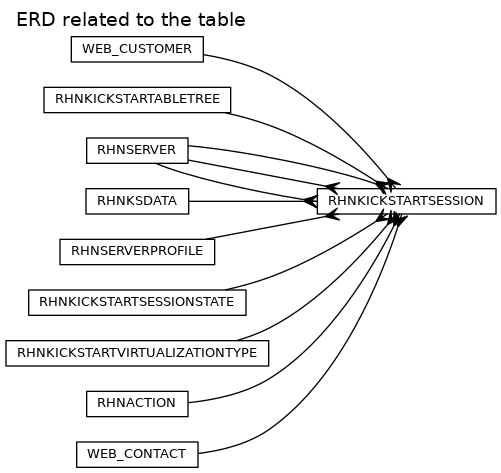 ERD related to the table
WEB_CUSTOMER
RHNKICKSTARTABLETREE
RHNSERVER
RHNKSDATA
RHNKICKSTARTSESSION
RHNSERVERPROFILE
RHNKICKSTARTSESSIONSTATE
RHNKICKSTARTVIRTUALIZATIONTYPE
RHNACTION
WEB_CONTACT